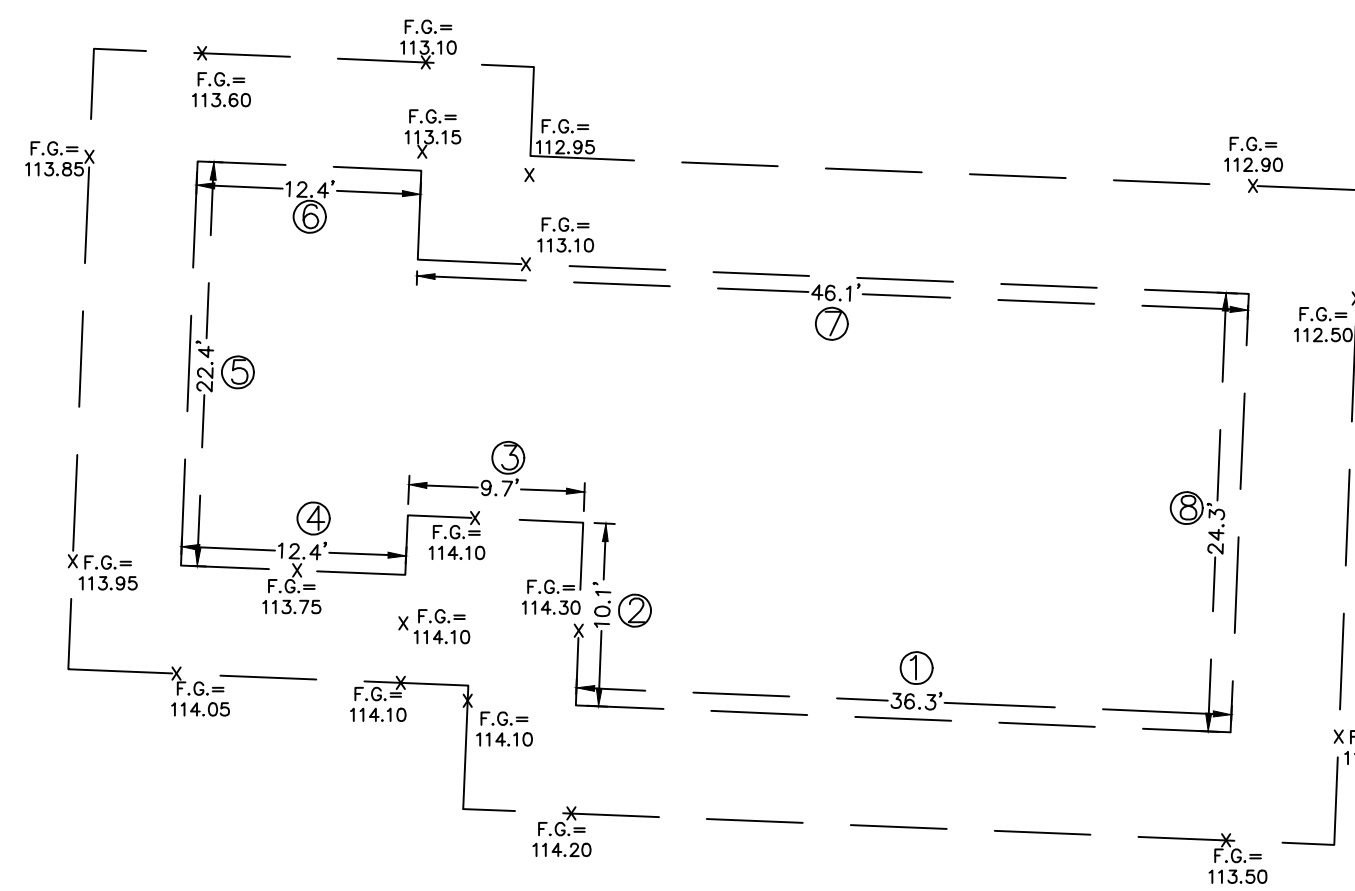 F.G.=
113.10
F.G.=
113.60
F.G.=
113.15
F.G.=
112.95
F.G.=
112.90
F.G.=
113.85
12.4'
6
F.G.=
113.10
46.1'
7
F.G.=
112.50
22.4'
5
3
9.7'
4
12.4'
F.G.=
114.10
8
24.3'
F.G.=
113.95
F.G.=
113.75
F.G.=
114.30
10.1'
2
F.G.=
114.10
1
36.3'
F.G.=
114.05
F.G.=
114.10
F.G.=
114.10
F.G.=
114.20
F.G.=
113.50